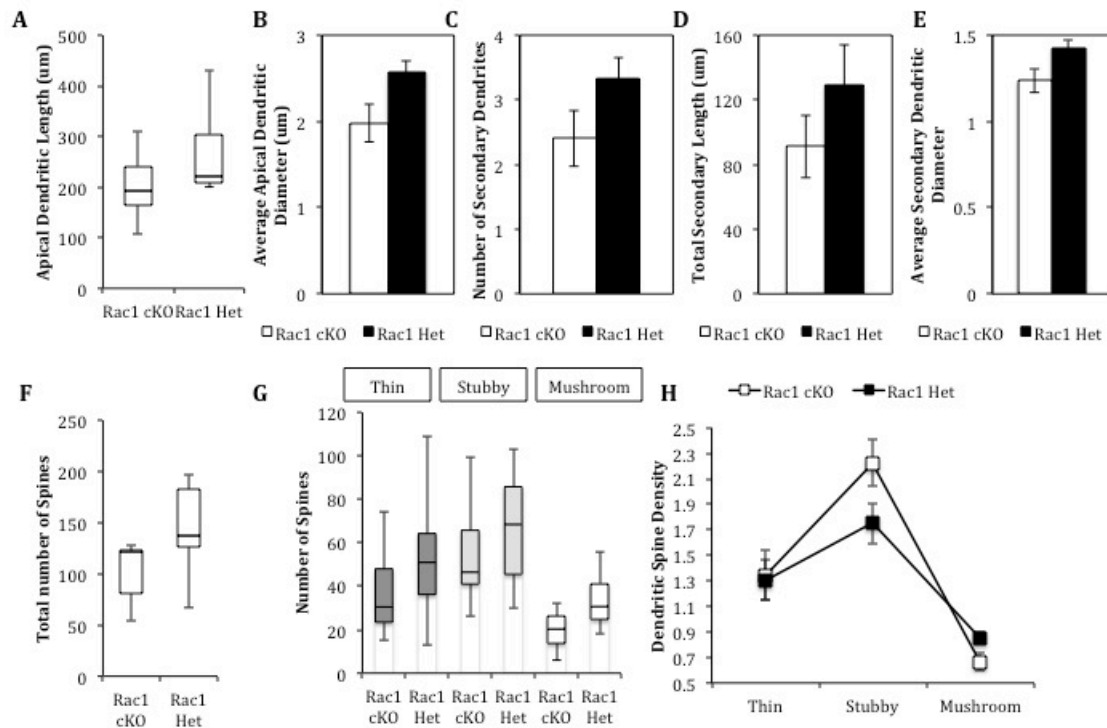 A
Apical Dendritic Length (um)
500
400
300
200
100
0
Rac1 cKO Rac1 Het
B
Average Apical Dendritic
Diameter (um)
3
2
1
0
Rac1 cKO Rac1 Het
C
Number of Secondary Dendrites
4
3
2
1
0
Rac1 cKO Rac1 Het
D
Total Secondary Length (um)
160
120
80
40
0
Rac1 cKO Rac1 Het
E
Average Secondary Dendritic
Diameter
1.5
1
0.5
0
Rac1 cKO Rac1 Het
F
Total number of Spines
250
200
150
100
50
0
Rac1 Rac1
cKO Het
G
Thin Stubby Mushroom
Number of Spines
120
100
80
60
40
20
0
Rac1 Rac1 Rac1 Rac1 Rac1 Rac1
cKO Het cKO Het cKO Het
H
Rac1 cKO Rac1 Het
Dendritic Spine Density
2.5
2.3
2.1
1.9
1.7
1.5
1.3
1.1
0.9
0.7
0.5
Thin Stubby Mushroom